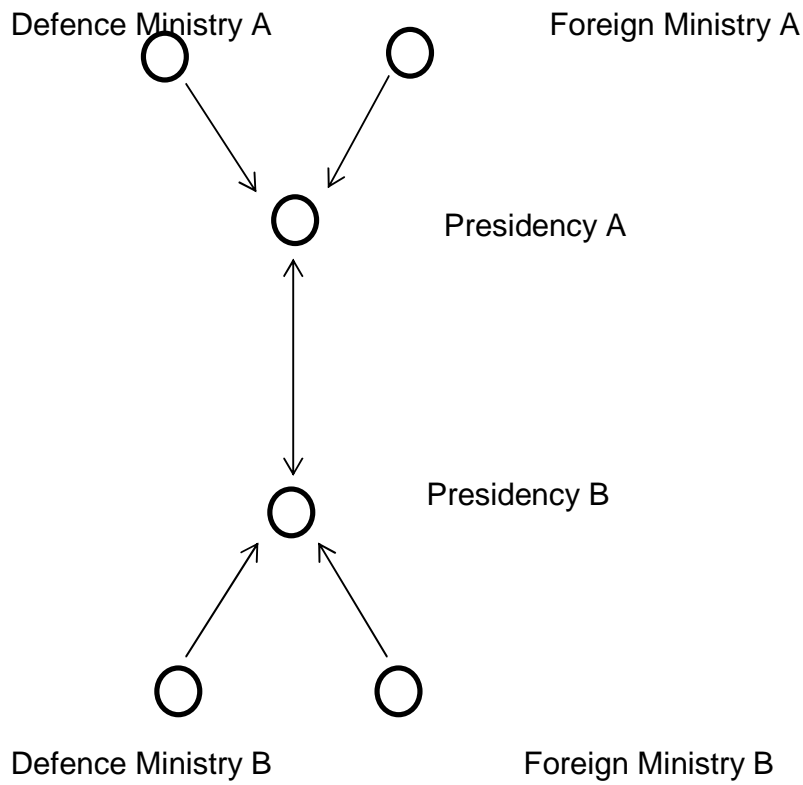 Defence Ministry A
Foreign Ministry A
Presidency A
Presidency B
Defence Ministry B
Foreign Ministry B